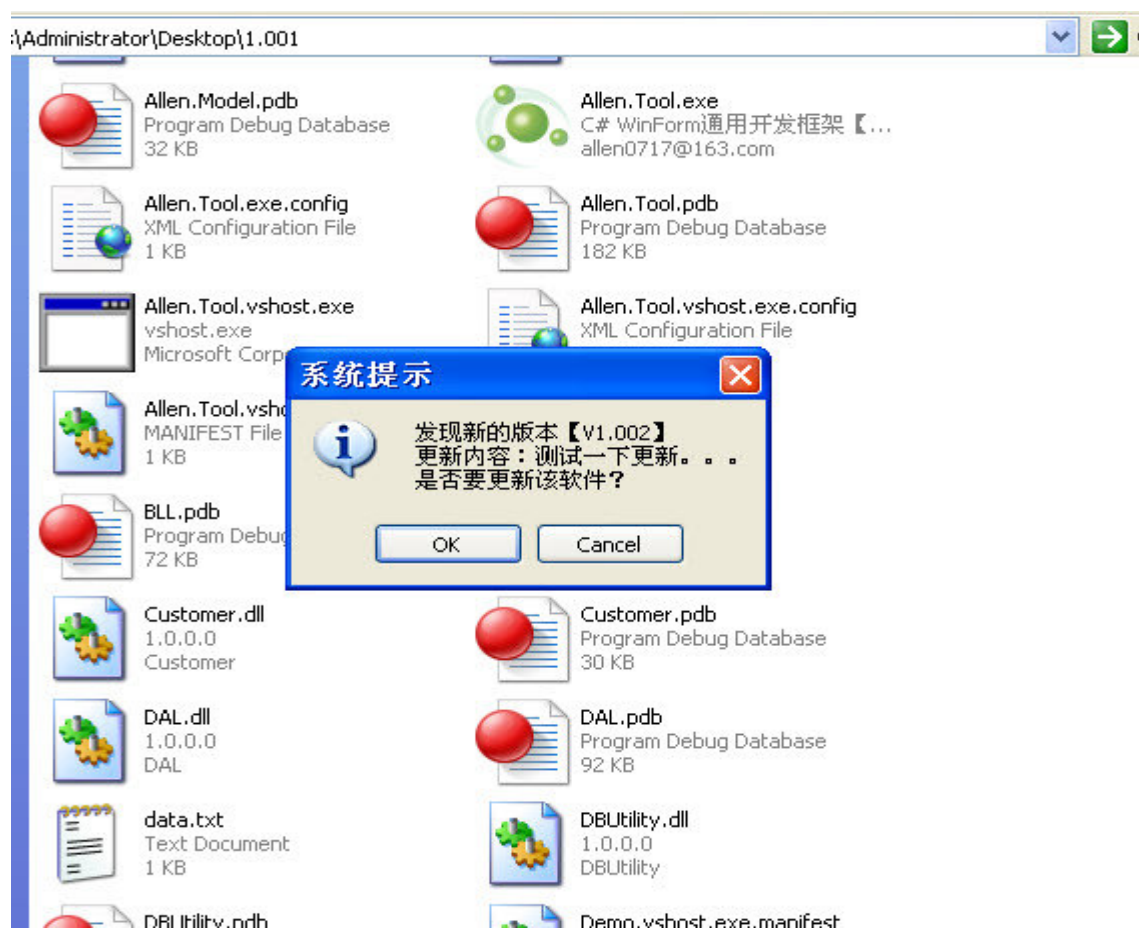 :\Administrator\Desktop\1.001
Allen.Model.pdb
Program Debug Database
32 KB
Allen.Tool.exe
C# WinForm通用开发框架【...
allen0717@163.com
Allen.Tool.exe.config
XML Configuration File
1 KB
Allen.Tool.pdb
Program Debug Database
182 KB
Allen.Tool.vshost.exe
vshost.exe
Microsoft Corp
Allen.Tool.vshost.exe.config
XML Configuration File
系统提示
发现新的版本【V1.002】
更新内容：测试一下更新。。。
是否要更新该软件？
OK
Cancel
Allen.Tool.vsho
MANIFEST File
1 KB
BLL.pdb
Program Debug
72 KB
Customer.dll
1.0.0.0
Customer
Customer.pdb
Program Debug Database
30 KB
DAL.dll
1.0.0.0
DAL
DAL.pdb
Program Debug Database
92 KB
data.txt
Text Document
1 KB
DBUtility.dll
1.0.0.0
DBUtility
DBUtility.pdb
Demo.vshost.exe.manifest